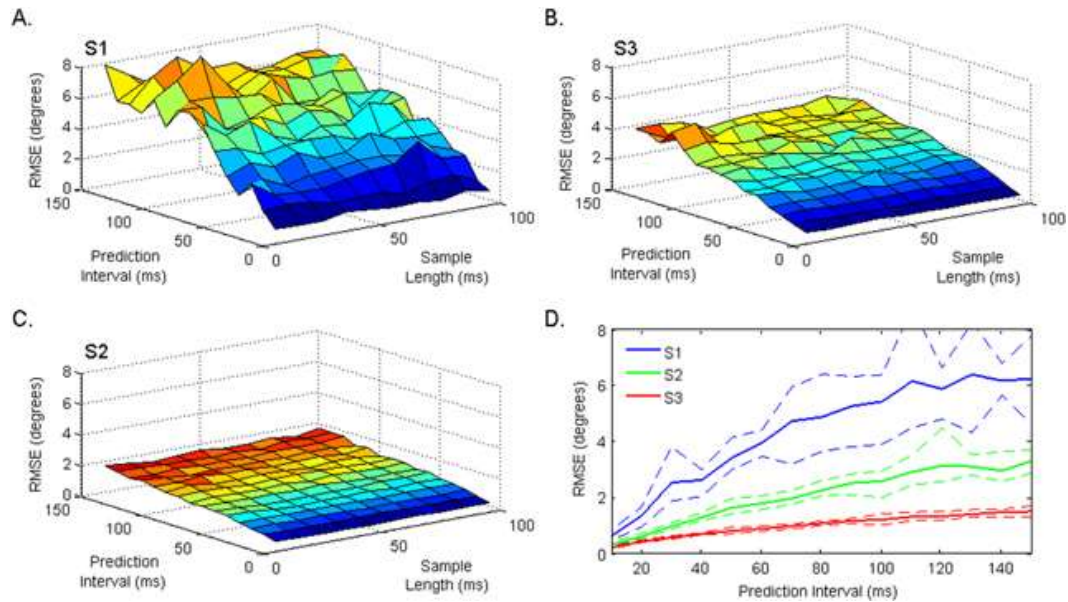 A.
S1
8
6
4
2
0
RMSE (degrees)
150
100
50
0
Prediction
Interval (ms)
0
50
100
Sample
Length (ms)
B.
S3
8
6
4
2
0
RMSE (degrees)
150
100
50
0
Prediction
Interval (ms)
0
50
100
Sample
Length (ms)
C.
S2
8
6
4
2
0
RMSE (degrees)
150
100
50
0
Prediction
Interval (ms)
0
50
100
Sample
Length (ms)
D.
8
6
4
2
0
RMSE (degrees)
S1
S2
S3
20 40 60 80 100 120 140
Prediction Interval (ms)